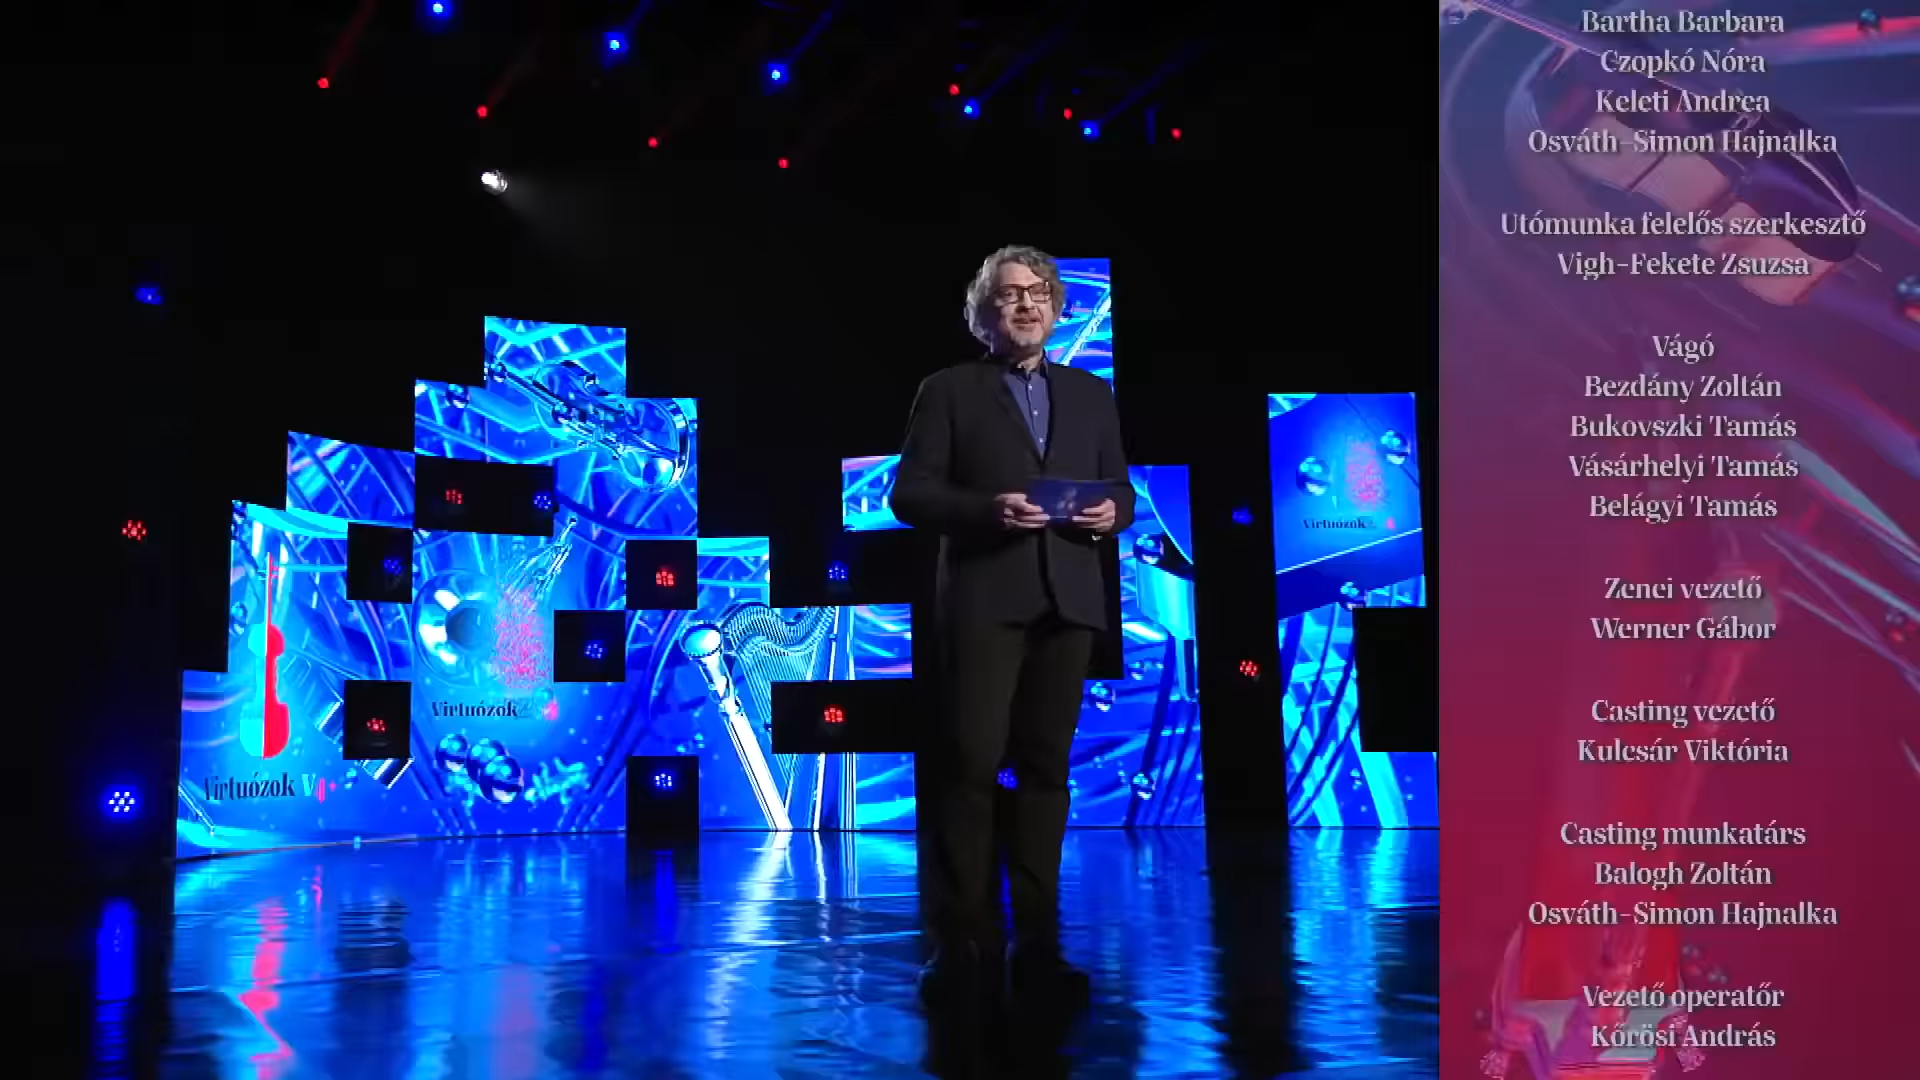 Bartha Barbara
Czopkó Nóra
Keleti Andrea
Osváth-Simon Hajnalka
Utómunka felelős szerkesztő
Vigh-Fekete Zsuzsa
Vágó
Bezdány Zoltán
Bukovszki Tamás
Vásárhelyi Tamás
Belágyi Tamás
Zenei vezető
Werner Gábor
Casting vezető
Kulcsár Viktória
Casting munkatárs
Balogh Zoltán
Osváth-Simon Hajnalka
Vezető operatőr
Kőrösi András
Virtuózok
Virtuózok
Virtuózok V4+